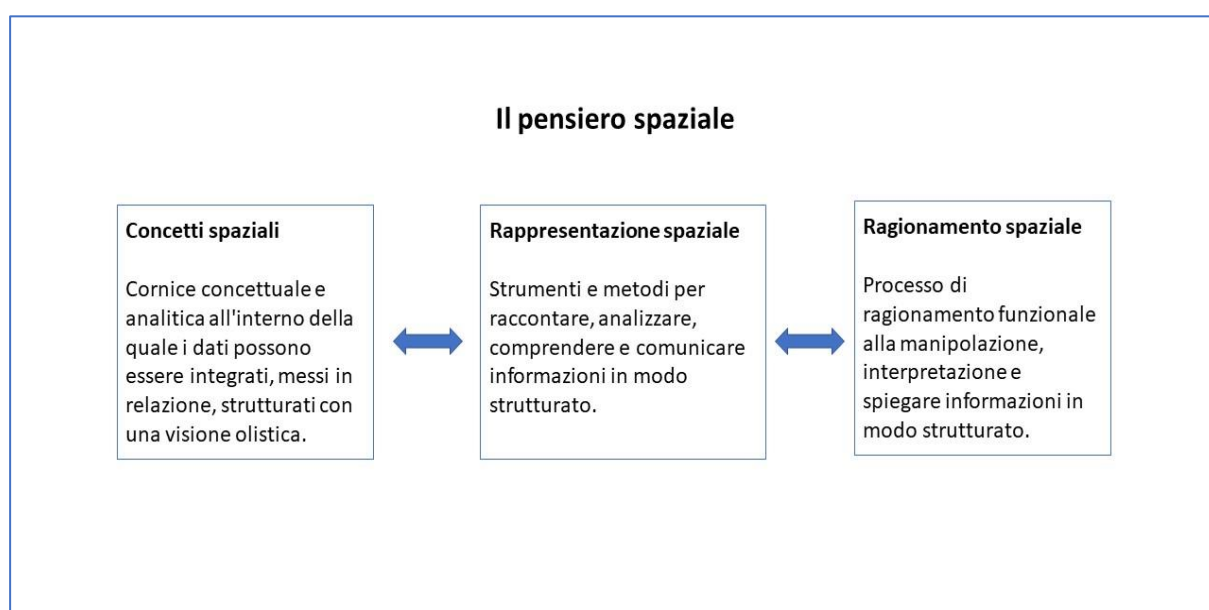 Il pensiero spaziale
Concetti spaziali
Cornice concettuale e
analitica all'interno della
quale i dati possono
essere integrati, messi in
relazione, strutturati con
una visione olistica.
Rappresentazione spaziale
Strumenti e metodi per
raccontare, analizzare,
comprendere e comunicare
informazioni in modo
strutturato.
Ragionamento spaziale
Processo di
ragionamento funzionale
alla manipolazione,
interpretazione e
spiegare informazioni in
modo strutturato.